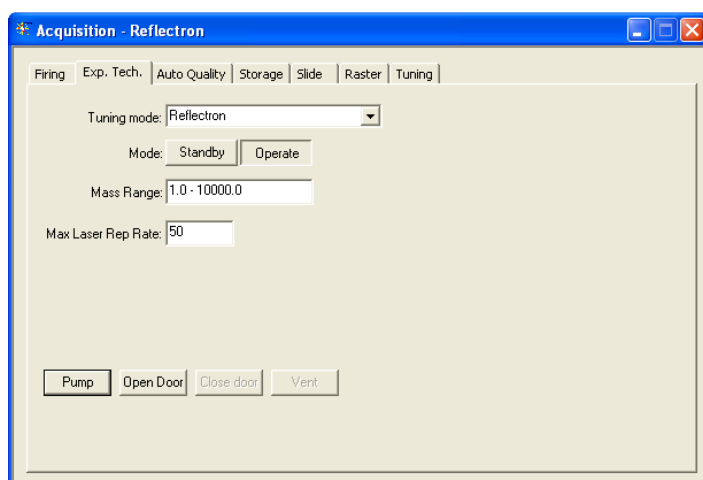 Acquisition - Reflectron
Firing Exp. Tech. Auto Quality Storage Slide Raster Tuning
Tuning mode: Reflectron
Mode: Standby Operate
Mass Range: 1.0 - 10000.0
Max Laser Rep Rate: 50
Pump Open Door Close door Vent